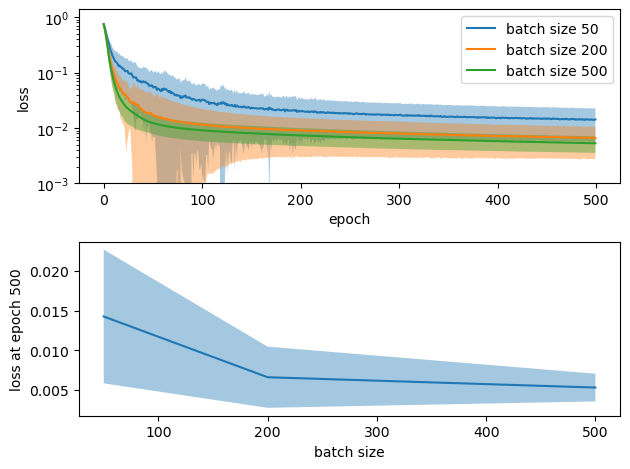 10^0
10^-1
10^-2
10^-3
loss
batch size 50
batch size 200
batch size 500
0 100 200 300 400 500
epoch
0.020
0.015
0.010
0.005
loss at epoch 500
100 200 300 400 500
batch size